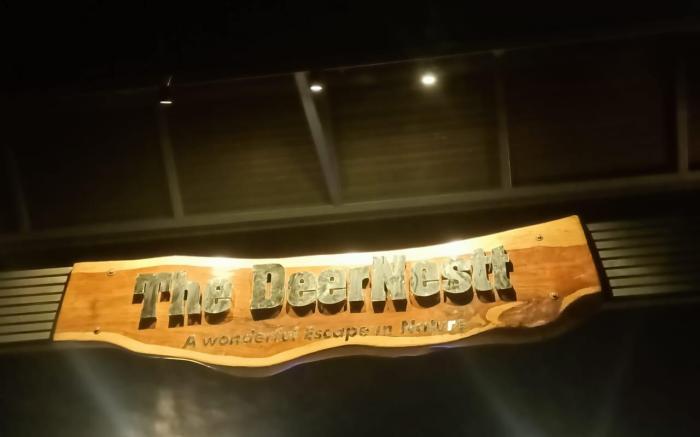 The DeerNestt
A wonderful Escape in Nature